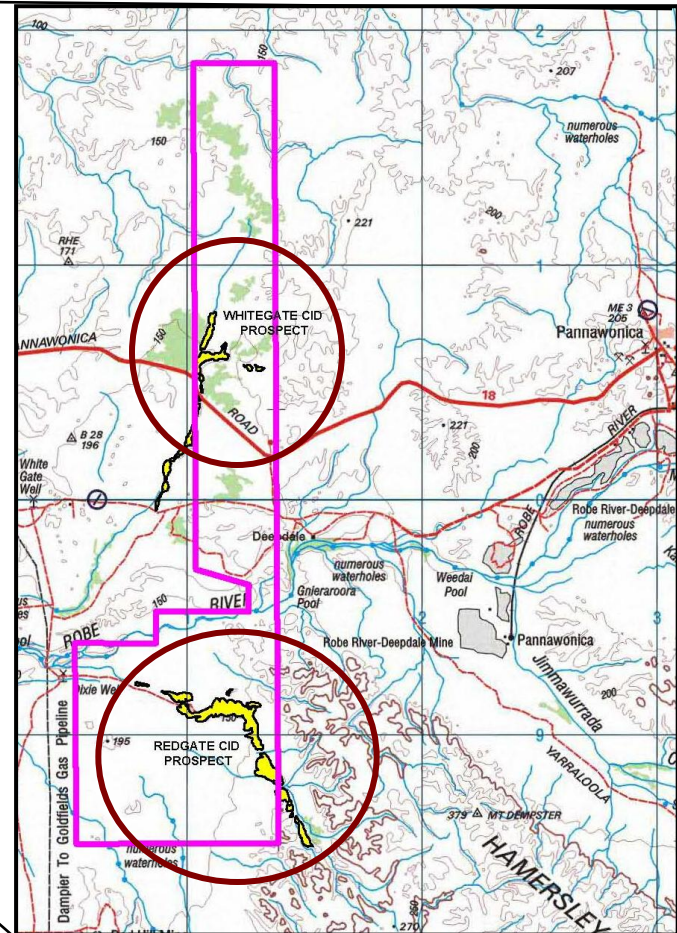 100
150
2
207
numerous
waterholes
150
RHE
171
221
200
1
WHITEGATE CID
PROSPECT
ME 3
205
Pannawonica
150
ANNAWONICA
18
ROAD
B 28
196
221
200
RIVER
White
Gate
Well
0
Deepdale
ROBE
Robe River-Deepdale
numerous
waterholes
numerous
waterholes
Weedai
Pool
Gnieraroora
Pool
150
RIVER
3
ROBE
Robe River-Deepdale Mine
Pannawonica
Jimmawurrada
200
Dixie Well
150
195
REDGATE CID
PROSPECT
9
YARRALOOLA
Dampier To Goldfields Gas Pipeline
379
MT DEMPSTER
numerous
waterholes
HAMERSLEY
270